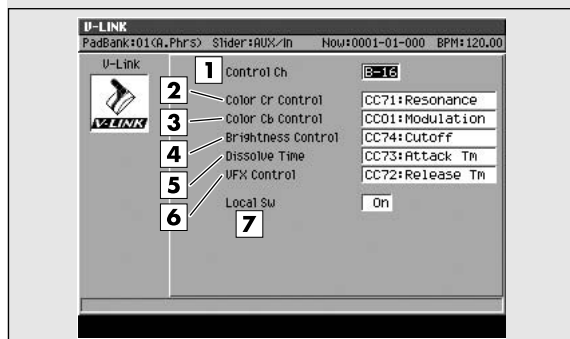 V-LINK
PadBank:01(A.Phrs) Slider:AUX/In Now:0001-01-000 BPM:120.00
V-Link
V-LINK
1 Control Ch B-16
2 Color Cr Control CC71:Resonance
3 Color Cb Control CC01:Modulation
4 Brightness Control CC74:Cutoff
5 Dissolve Time CC73:Attack Tm
6 VFX Control CC72:Release Tm
Local Sw On
7